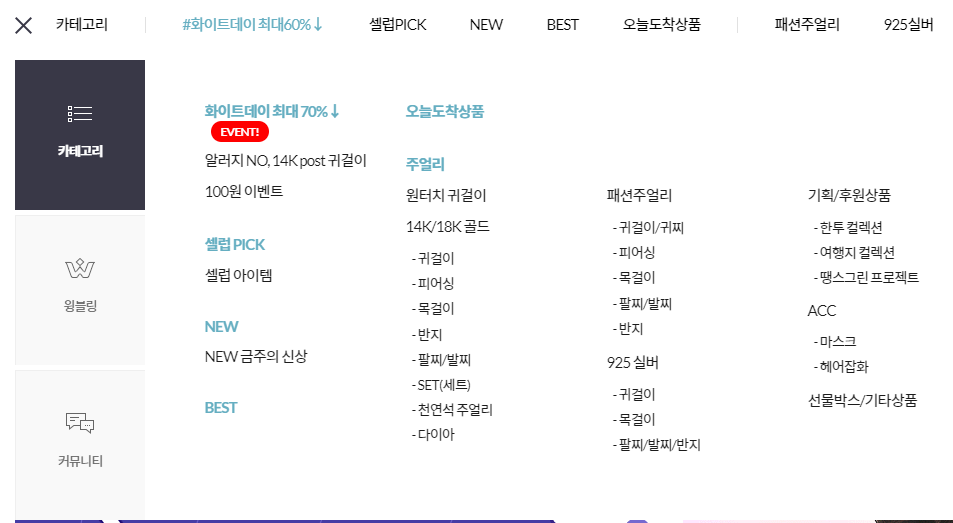 카테고리
#화이트데이 최대60%↓
셀럽PICK
NEW
BEST
오늘도착상품
패션주얼리
925실버
카테고리
윙블링
커뮤니티
화이트데이 최대 70%↓
EVENT!
알러지 NO, 14K post 귀걸이
100원 이벤트
셀럽 PICK
셀럽 아이템
NEW
NEW 금주의 신상
BEST
오늘도착상품
주얼리
원터치 귀걸이
14K/18K 골드
- 귀걸이
- 피어싱
- 목걸이
- 반지
- 팔찌/발찌
- SET(세트)
- 천연석 주얼리
- 다이아
패션주얼리
- 귀걸이/귀찌
- 피어싱
- 목걸이
- 팔찌/발찌
- 반지
925 실버
- 귀걸이
- 목걸이
- 팔찌/발찌/반지
기획/후원상품
- 한투 컬렉션
- 여행지 컬렉션
- 땡스그린 프로젝트
ACC
- 마스크
- 헤어잡화
선물박스/기타상품